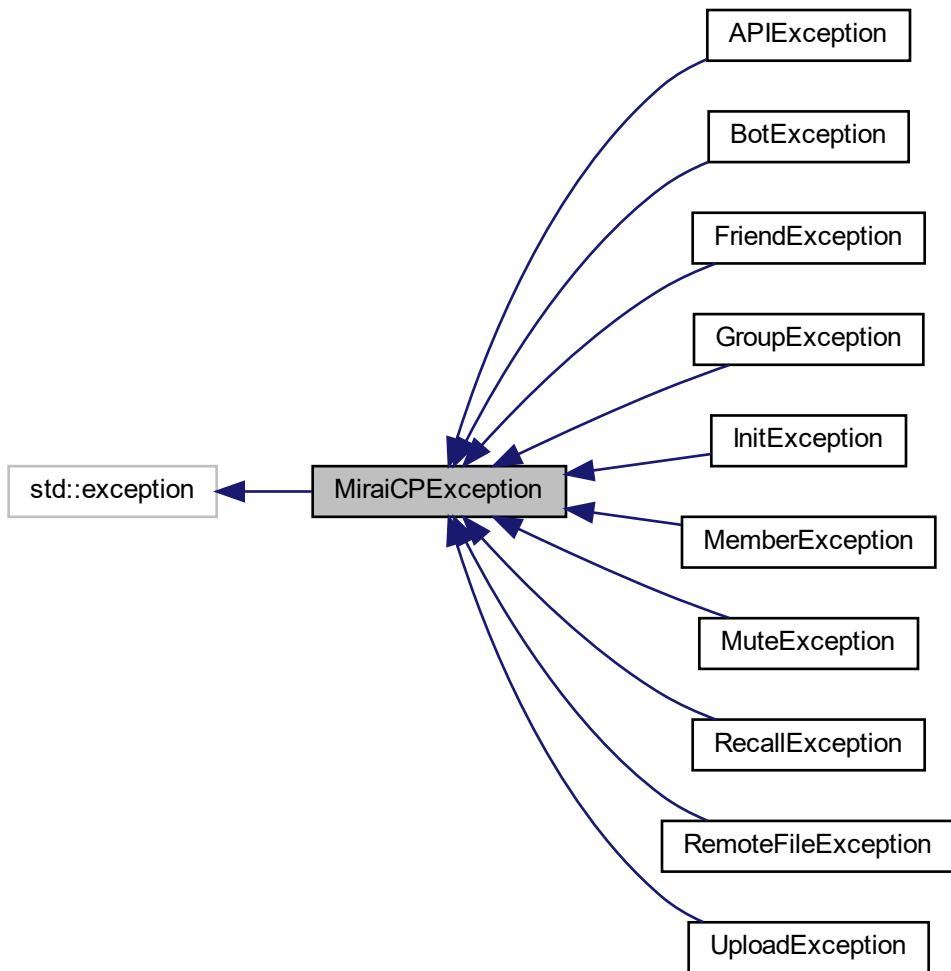 APIException
BotException
FriendException
GroupException
InitException
std::exception
MiraiCPException
MemberException
MuteException
RecallException
RemoteFileException
UploadException